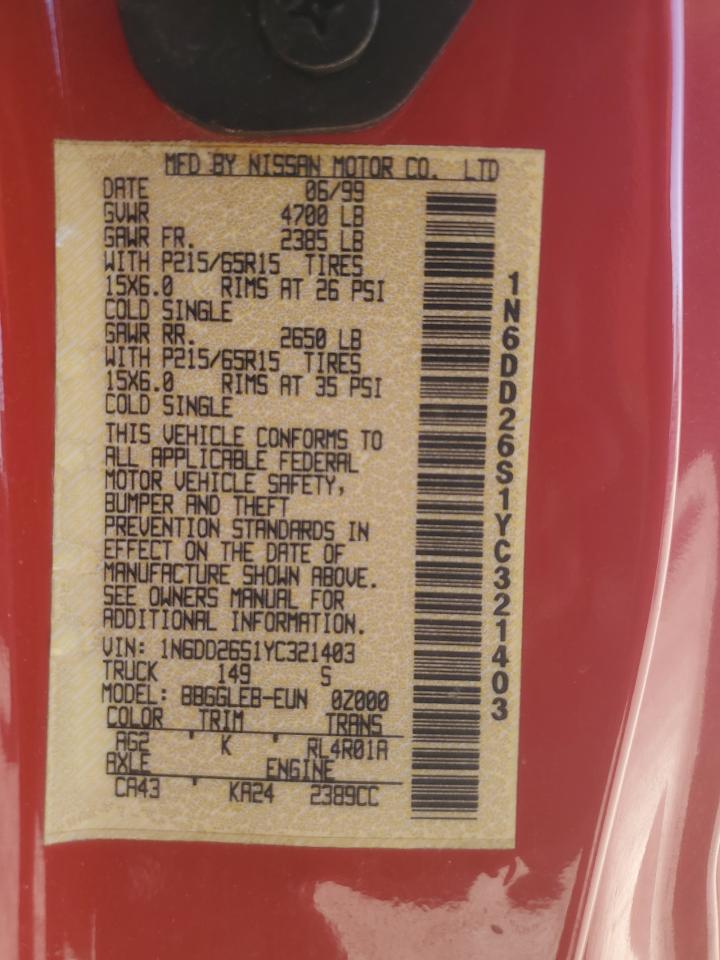 MFD BY NISSAN MOTOR CO. LTD
DATE 06/99
GVWR 4700 LB
GAWR FR. 2385 LB
WITH P215/65R15 TIRES
15X6.0 RIMS AT 26 PSI
COLD SINGLE
GAWR RR. 2650 LB
WITH P215/65R15 TIRES
15X6.0 RIMS AT 35 PSI
COLD SINGLE
THIS VEHICLE CONFORMS TO
ALL APPLICABLE FEDERAL
MOTOR VEHICLE SAFETY,
BUMPER AND THEFT
PREVENTION STANDARDS IN
EFFECT ON THE DATE OF
MANUFACTURE SHOWN ABOVE.
SEE OWNERS MANUAL FOR
ADDITIONAL INFORMATION.
VIN: 1N6DD26S1YC321403
TRUCK 149 S
MODEL: BBGGLEB-EUN 0Z000
COLOR TRIM TRANS
AG2 ' K ' RL4R01A
AXLE ENGINE
CA43 ' KA24 2389CC
1N6DD26S1YC321403